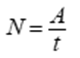 N = A/t